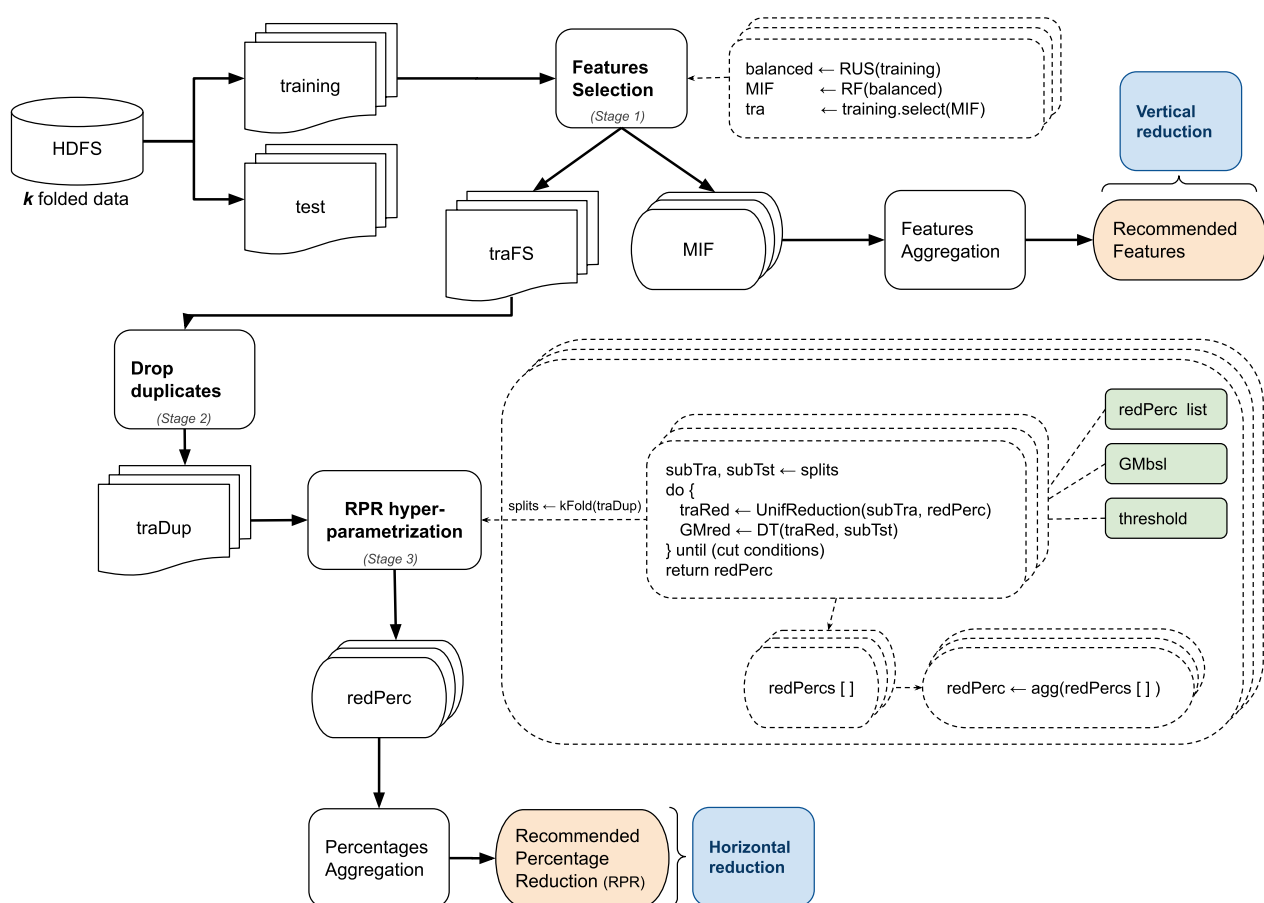 HDFS
k folded data
training
test
Features
Selection
(Stage 1)
balanced ← RUS(training)
MIF ← RF(balanced)
tra ← training.select(MIF)
Vertical
reduction
traFS
MIF
Features
Aggregation
Recommended
Features
Drop
duplicates
(Stage 2)
traDup
RPR hyper-
parametrization
(Stage 3)
splits ← kFold(traDup)
subTra, subTst ← splits
do {
traRed ← UnifReduction(subTra, redPerc)
GMred ← DT(traRed, subTst)
} until (cut conditions)
return redPerc
redPerc list
GMbsl
threshold
redPercs [ ]
redPerc ← agg(redPercs [ ] )
redPerc
Percentages
Aggregation
Recommended
Percentage
Reduction (RPR)
Horizontal
reduction